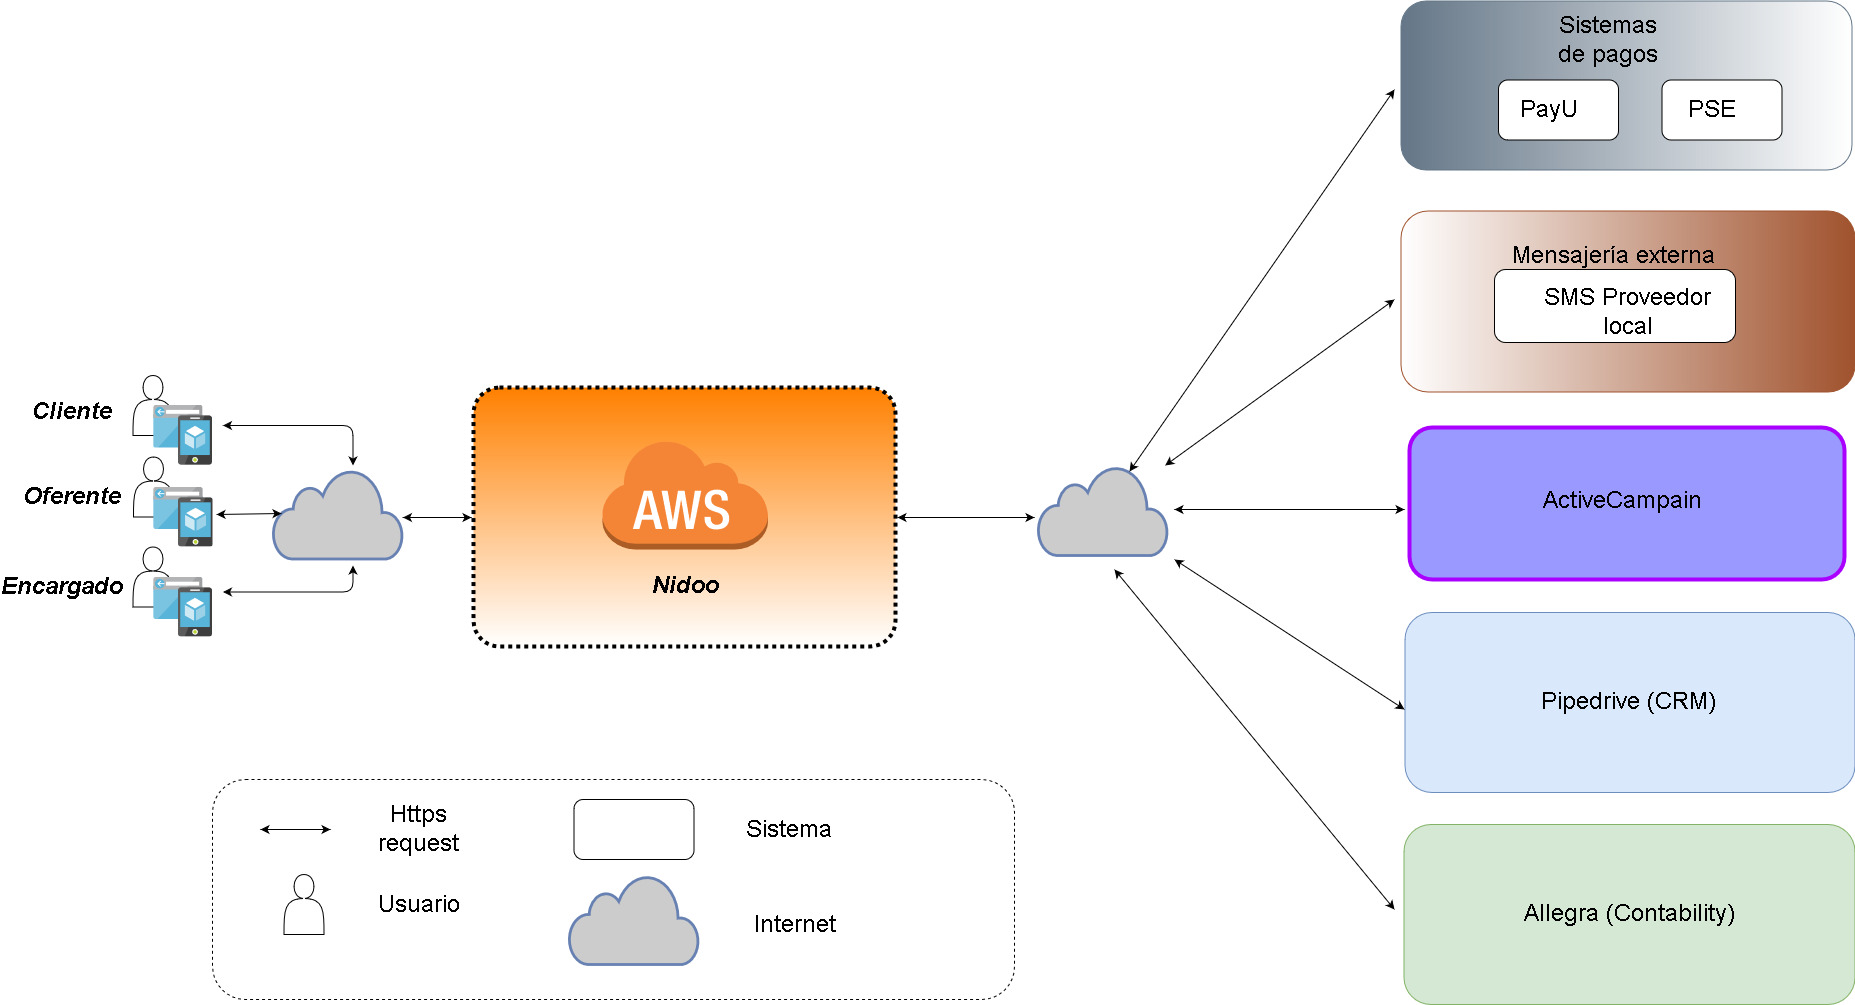 Cliente
Oferente
Encargado
AWS
Nidoo
Sistemas
de pagos
PayU
PSE
Mensajería externa
SMS Proveedor
local
ActiveCampain
Pipedrive (CRM)
Allegra (Contability)
Https
request
Sistema
Usuario
Internet